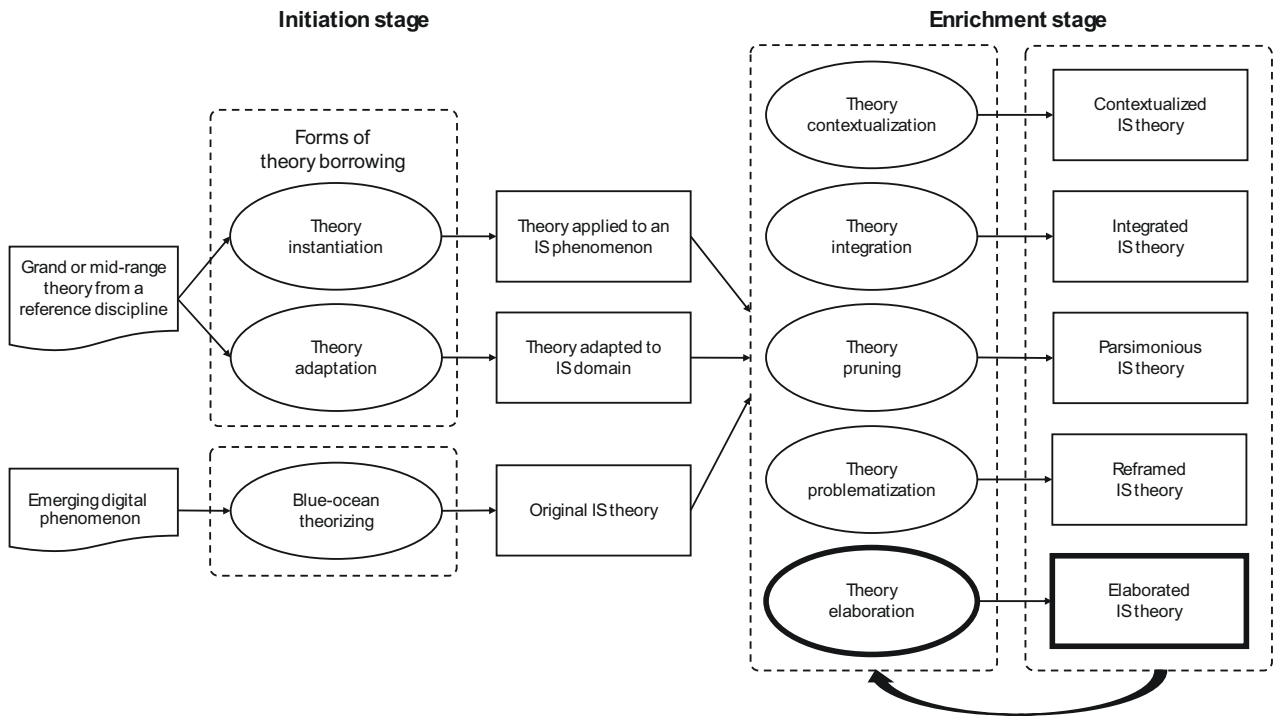 Initiation stage
Enrichment stage
Forms of
theory borrowing
Grand or mid-range
theory from a
reference discipline
Theory
instantiation
Theory applied to an
IS phenomenon
Theory
adaptation
Theory adapted to
IS domain
Emerging digital
phenomenon
Blue-ocean
theorizing
Original IS theory
Theory
contextualization
Contextualized
IS theory
Theory
integration
Integrated
IS theory
Theory
pruning
Parsimonious
IS theory
Theory
problematization
Reframed
IS theory
Theory
elaboration
Elaborated
IS theory